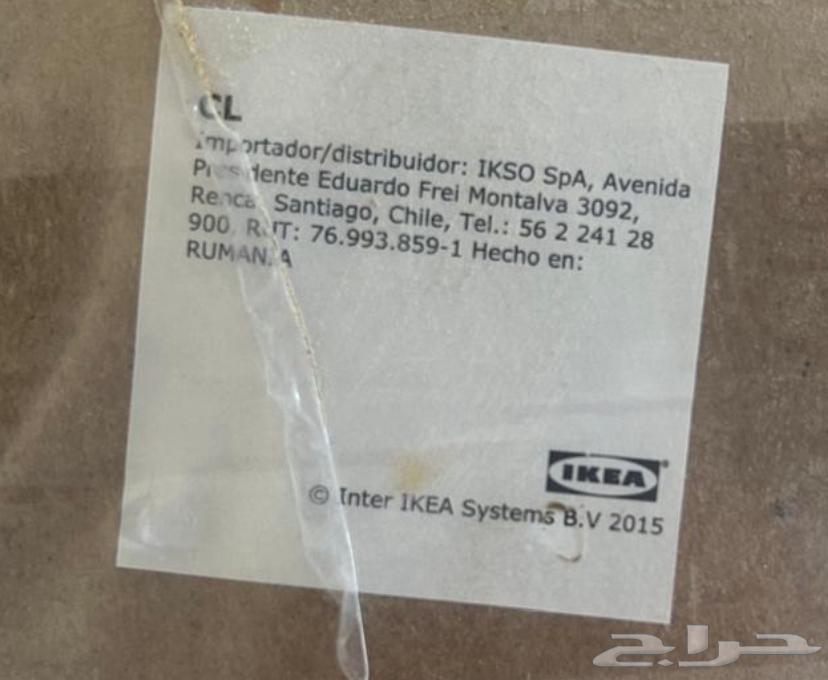 CL
Importador/distribuidor: IKSO SpA, Avenida
Presidente Eduardo Frei Montalva 3092,
Renca, Santiago, Chile, Tel.: 56 2 241 28
900, RUT: 76.993.859-1 Hecho en:
RUMANIA
IKEA
© Inter IKEA Systems B.V 2015
حراج